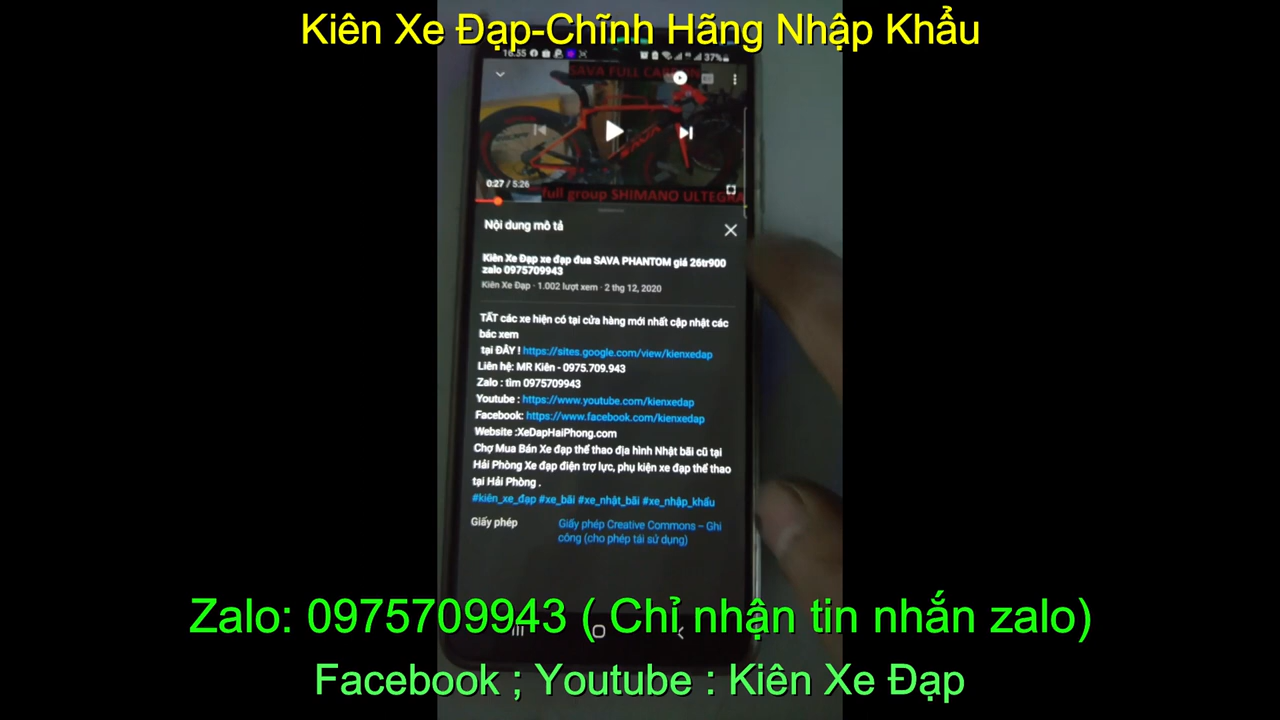 Kiên Xe Đạp-Chĩnh Hãng Nhập Khẩu
16:35
37%
SAVA FULL CARBON
SAVA
0:27 / 5:26
full group SHIMANO ULTEGRA
Nội dung mô tả
Kiên Xe Đạp xe đạp đua SAVA PHANTOM giá 26tr900
zalo 0975709943
Kiên Xe Đạp · 1.002 lượt xem · 2 thg 12, 2020
TẤT các xe hiện có tại cửa hàng mới nhất cập nhật các
bác xem
tại ĐÂY ! https://sites.google.com/view/kienxedap
Liên hệ: MR Kiên - 0975.709.943
Zalo : tìm 0975709943
Youtube : https://www.youtube.com/kienxedap
Facebook: https://www.facebook.com/kienxedap
Website :XeDapHaiPhong.com
Chợ Mua Bán Xe đạp thể thao địa hình Nhật bãi cũ tại
Hải Phòng Xe đạp điện trợ lực, phụ kiện xe đạp thể thao
tại Hải Phòng .
#kiên_xe_đạp #xe_bãi #xe_nhật_bãi #xe_nhập_khẩu
Giấy phép
Giấy phép Creative Commons – Ghi
công (cho phép tái sử dụng)
Zalo: 0975709943 ( Chỉ nhận tin nhắn zalo)
Facebook ; Youtube : Kiên Xe Đạp